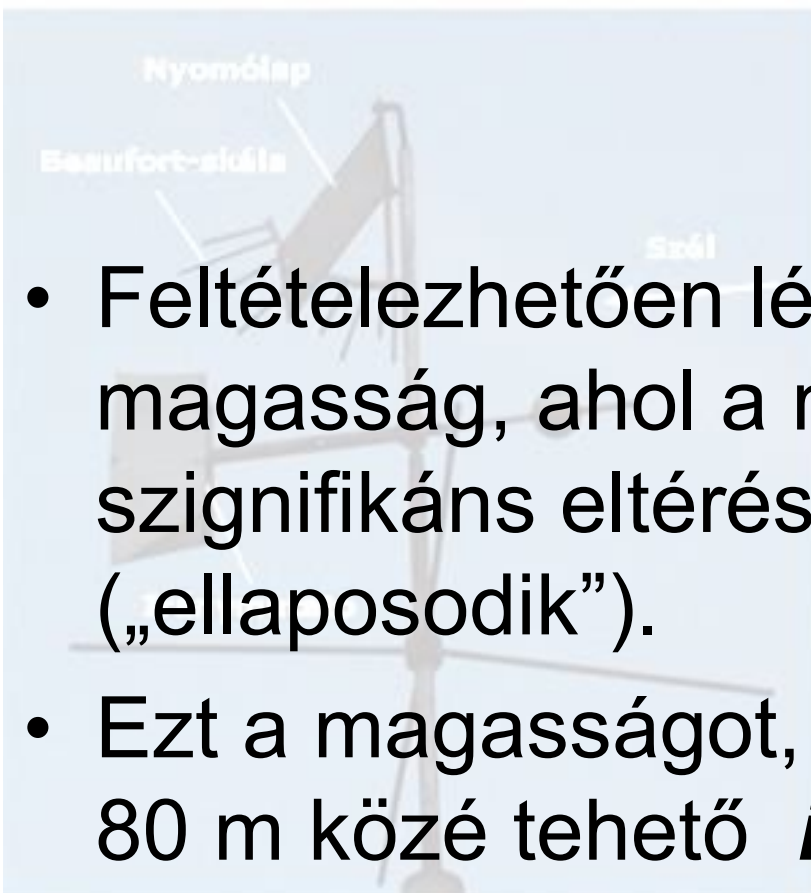 Nyomólap
Beaufort-skála
Szél
• Feltételezhetően lé
magasság, ahol a
szignifikáns eltérés
(„ellaposodik”).
• Ezt a magasságot,
80 m közé tehető